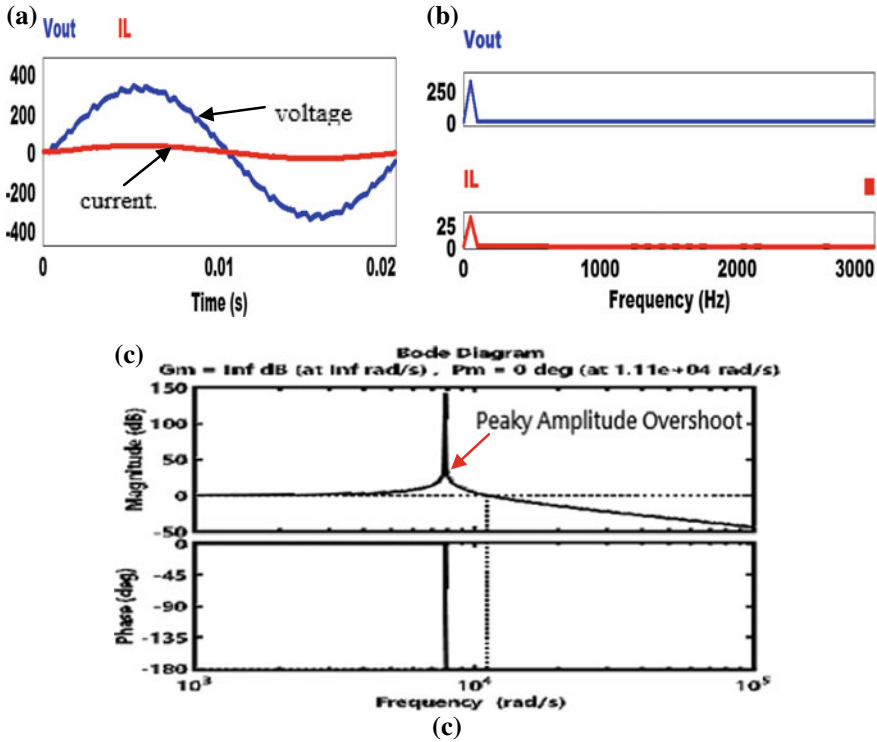 (a)
Vout IL
400
200
0
-200
-400
voltage
current.
0 0.01 0.02
Time (s)
(b)
Vout
250
0
IL
25
0
0 1000 2000 3000
Frequency (Hz)
(c)
Bode Diagram
Gm = Inf dB (at Inf rad/s) , Pm = 0 deg (at 1.11e+04 rad/s)
150
100
50
0
-50
Magnitude (dB)
Peaky Amplitude Overshoot
0
-45
-90
-135
-180
Phase (deg)
10³ 10⁴ 10⁵
Frequency (rad/s)
(c)